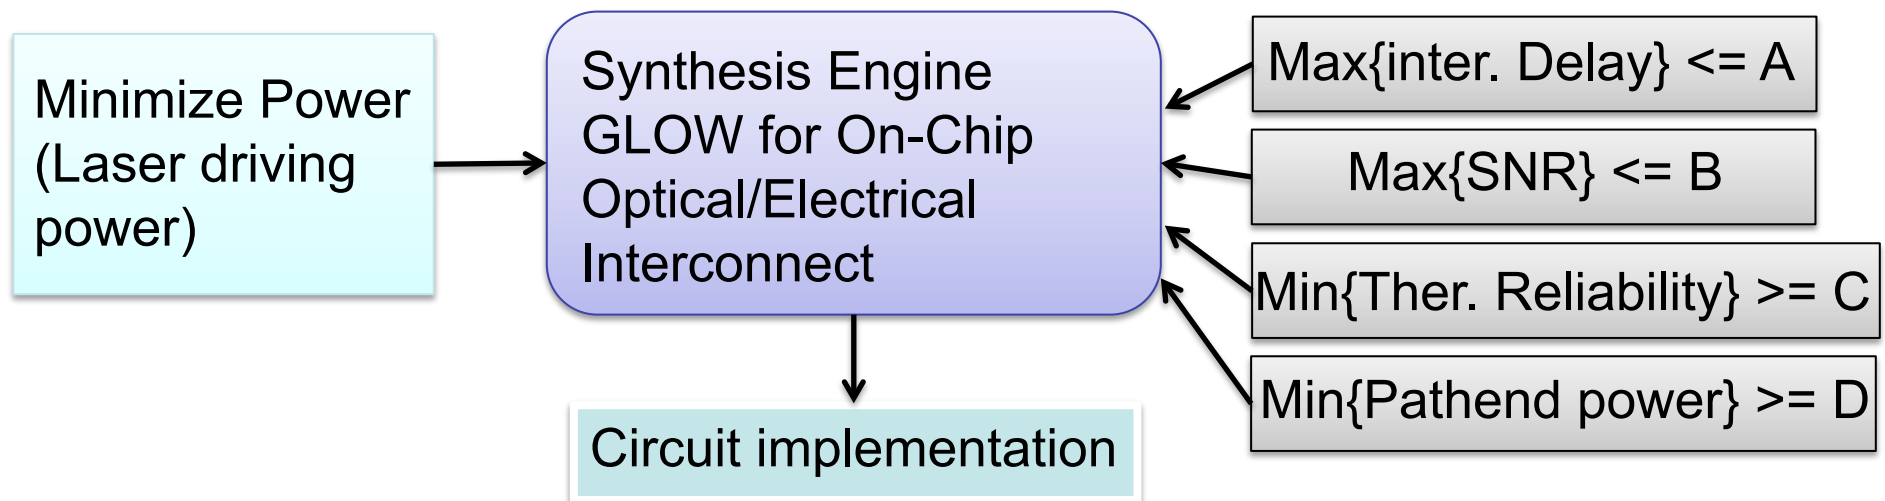 Minimize Power
(Laser driving
power)
Synthesis Engine
GLOW for On-Chip
Optical/Electrical
Interconnect
Max{inter. Delay} <= A
Max{SNR} <= B
Min{Ther. Reliability} >= C
Min{Pathend power} >= D
Circuit implementation